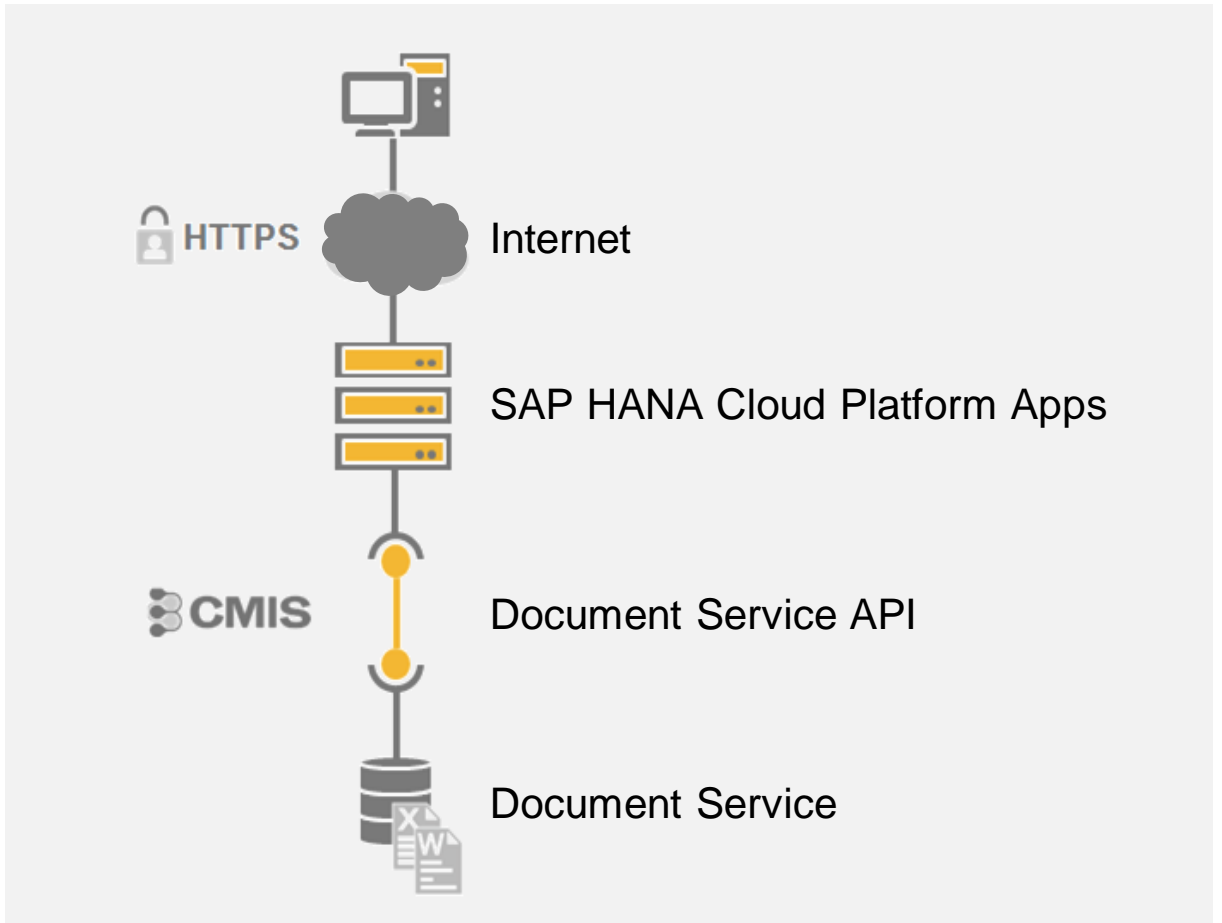 HTTPS
Internet
SAP HANA Cloud Platform Apps
CMIS
Document Service API
Document Service
X
W